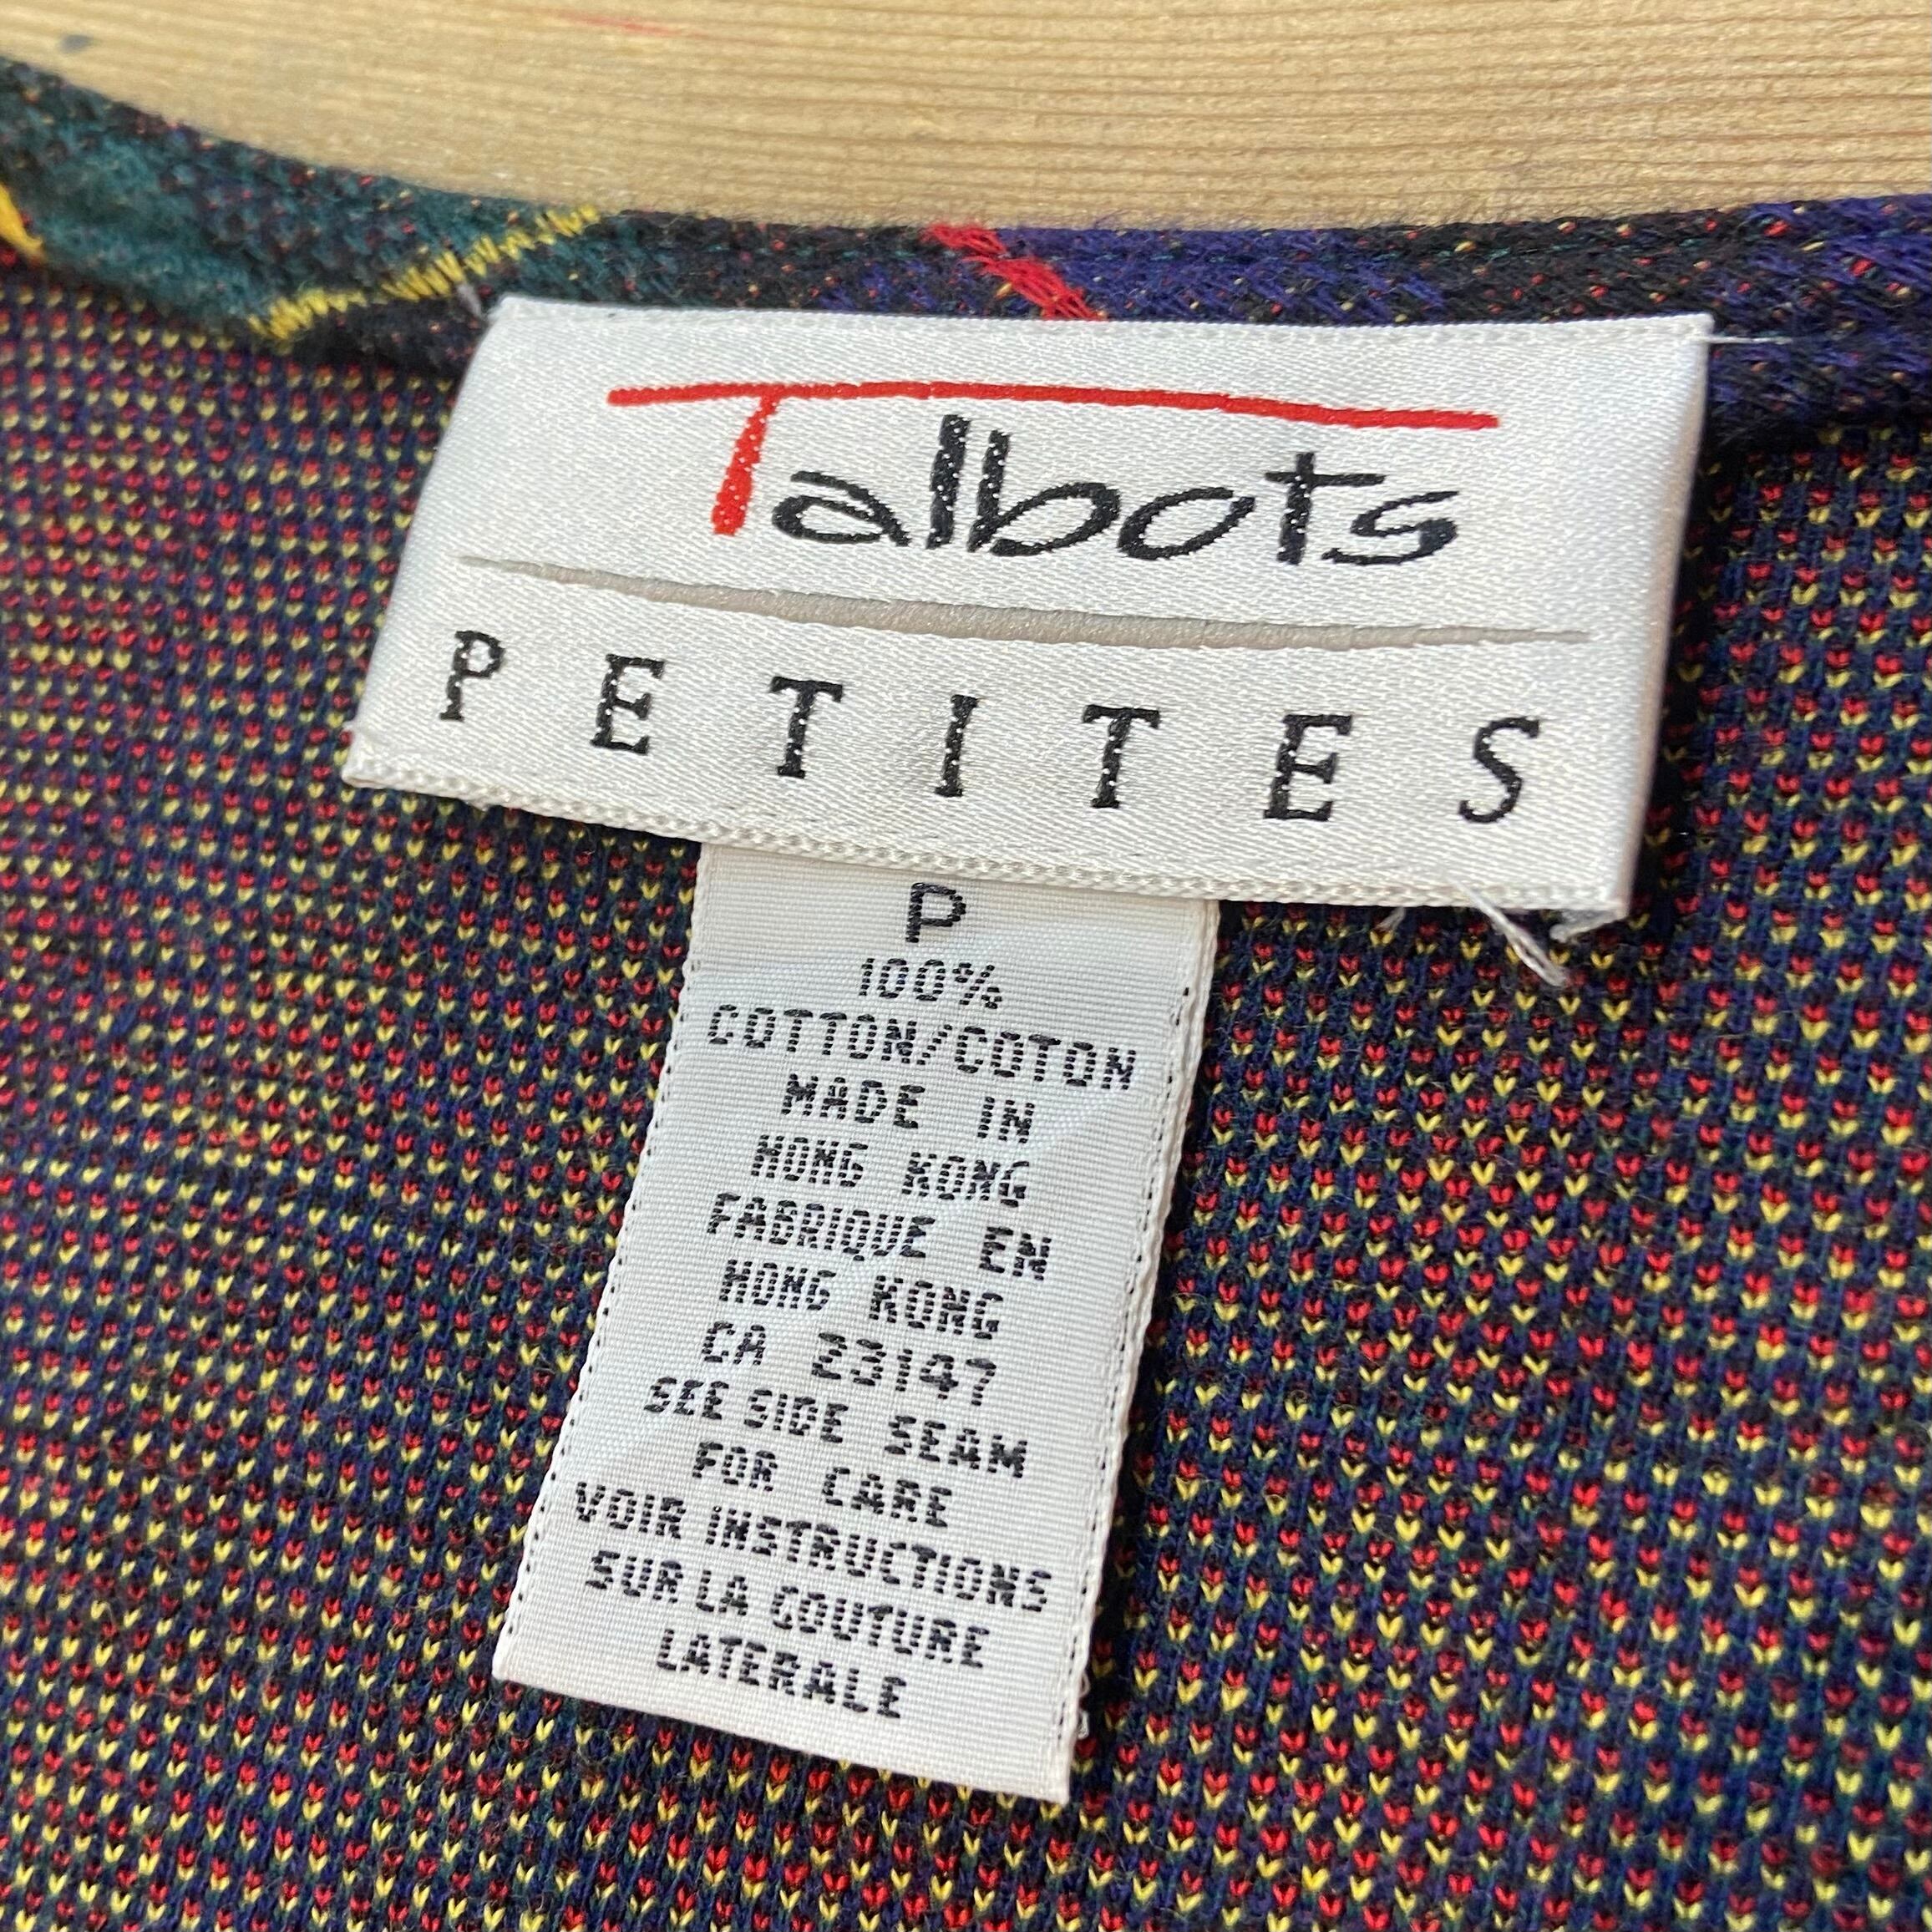 Talbots
PETITES
P
100%
COTTON/COTON
MADE IN
HONG KONG
FABRIQUE EN
HONG KONG
CA 23147
SEE SIDE SEAM
FOR CARE
VOIR INSTRUCTIONS
SUR LA COUTURE
LATERALE